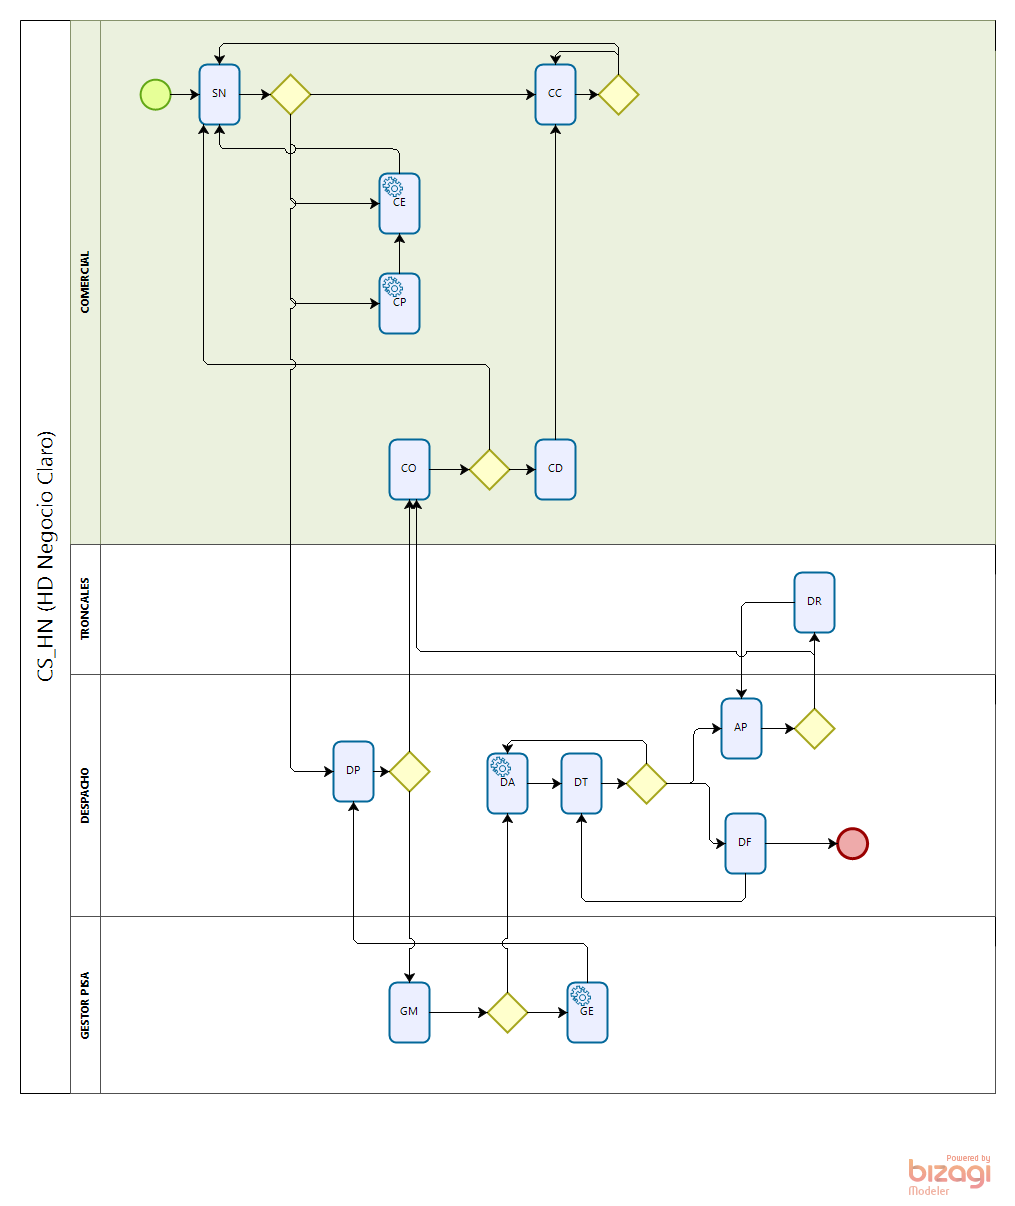 CS_HN (HD Negocio Claro)
COMERCIAL
SN
CC
CE
CP
CO
CD
TRONCALES
DR
DESPACHO
AP
DP
DA
DT
DF
GESTOR PISA
GM
GE
Powered by
bizagi
Modeler